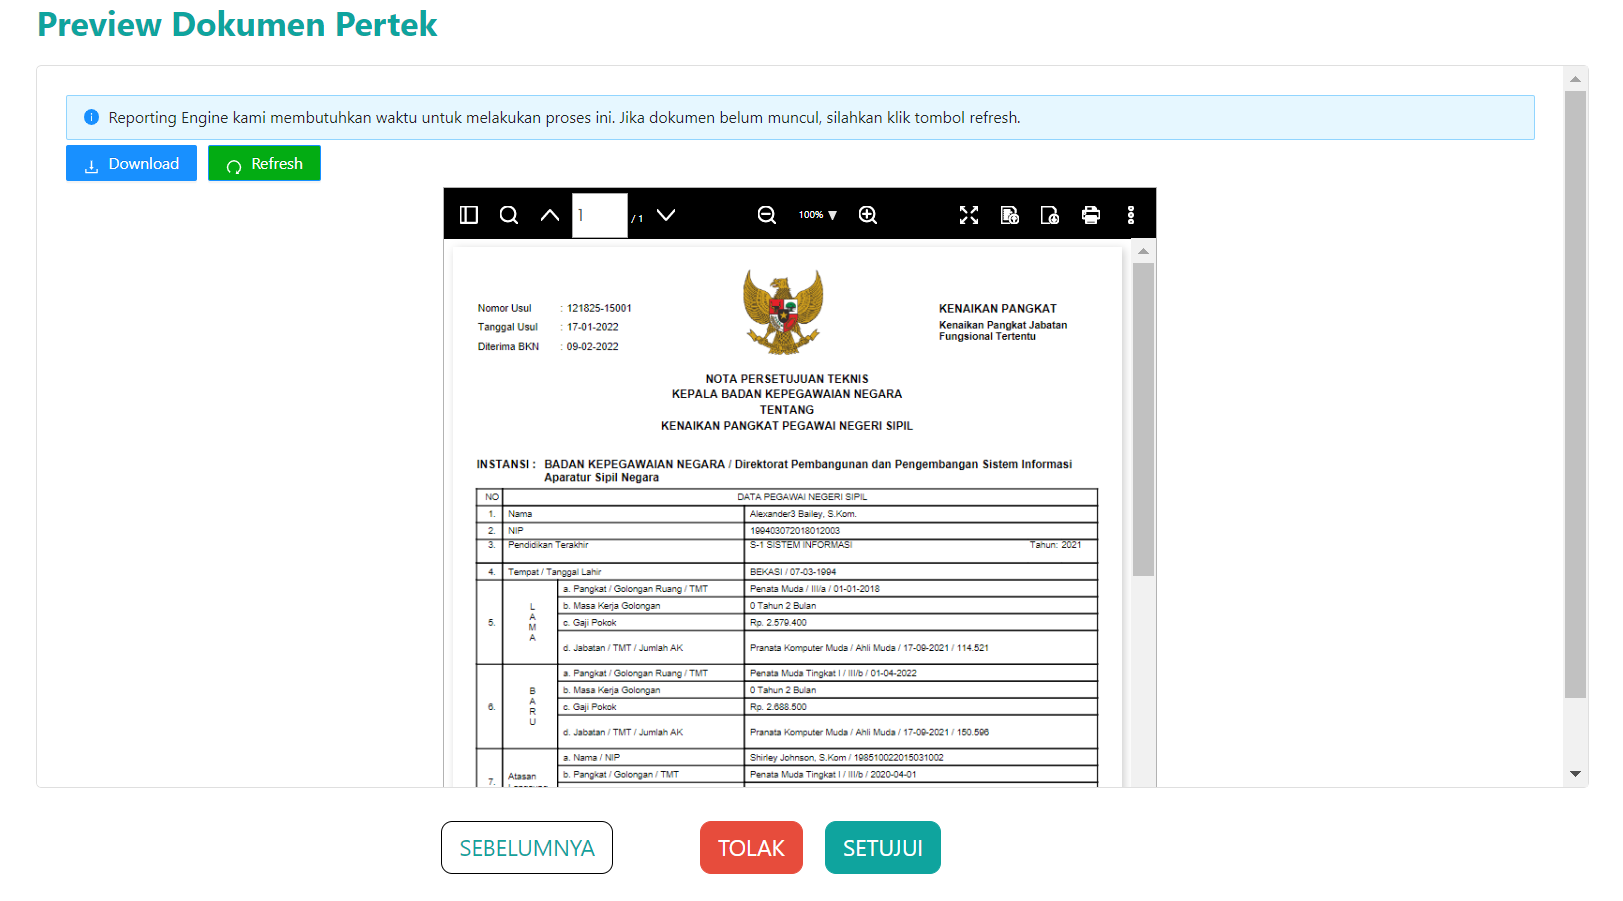 Preview Dokumen Pertek
Reporting Engine kami membutuhkan waktu untuk melakukan proses ini. Jika dokumen belum muncul, silahkan klik tombol refresh.
Download Refresh
1 / 1 100%
Nomor Usul : 121825-15001
Tanggal Usul : 17-01-2022
Diterima BKN : 09-02-2022
KENAIKAN PANGKAT
Kenaikan Pangkat Jabatan
Fungsional Tertentu
NOTA PERSETUJUAN TEKNIS
KEPALA BADAN KEPEGAWAIAN NEGARA
TENTANG
KENAIKAN PANGKAT PEGAWAI NEGERI SIPIL
INSTANSI : BADAN KEPEGAWAIAN NEGARA / Direktorat Pembangunan dan Pengembangan Sistem Informasi
Aparatur Sipil Negara
NO DATA PEGAWAI NEGERI SIPIL
1. Nama Alexander3 Bailey, S.Kom.
2. NIP 199403072018012003
3. Pendidikan Terakhir S-1 SISTEM INFORMASI Tahun: 2021
4. Tempat / Tanggal Lahir BEKASI / 07-03-1994
5. LAMA a. Pangkat / Golongan Ruang / TMT Penata Muda / III/a / 01-01-2018
b. Masa Kerja Golongan 0 Tahun 2 Bulan
c. Gaji Pokok Rp. 2.579.400
d. Jabatan / TMT / Jumlah AK Pranata Komputer Muda / Ahli Muda / 17-09-2021 / 114.521
6. BARU a. Pangkat / Golongan Ruang / TMT Penata Muda Tingkat I / III/b / 01-04-2022
b. Masa Kerja Golongan 0 Tahun 2 Bulan
c. Gaji Pokok Rp. 2.688.500
d. Jabatan / TMT / Jumlah AK Pranata Komputer Muda / Ahli Muda / 17-09-2021 / 150.596
7. Atasan a. Nama / NIP Shirley Johnson, S.Kom / 198510022015031002
b. Pangkat / Golongan / TMT Penata Muda Tingkat I / III/b / 2020-04-01
SEBELUMNYA TOLAK SETUJUI